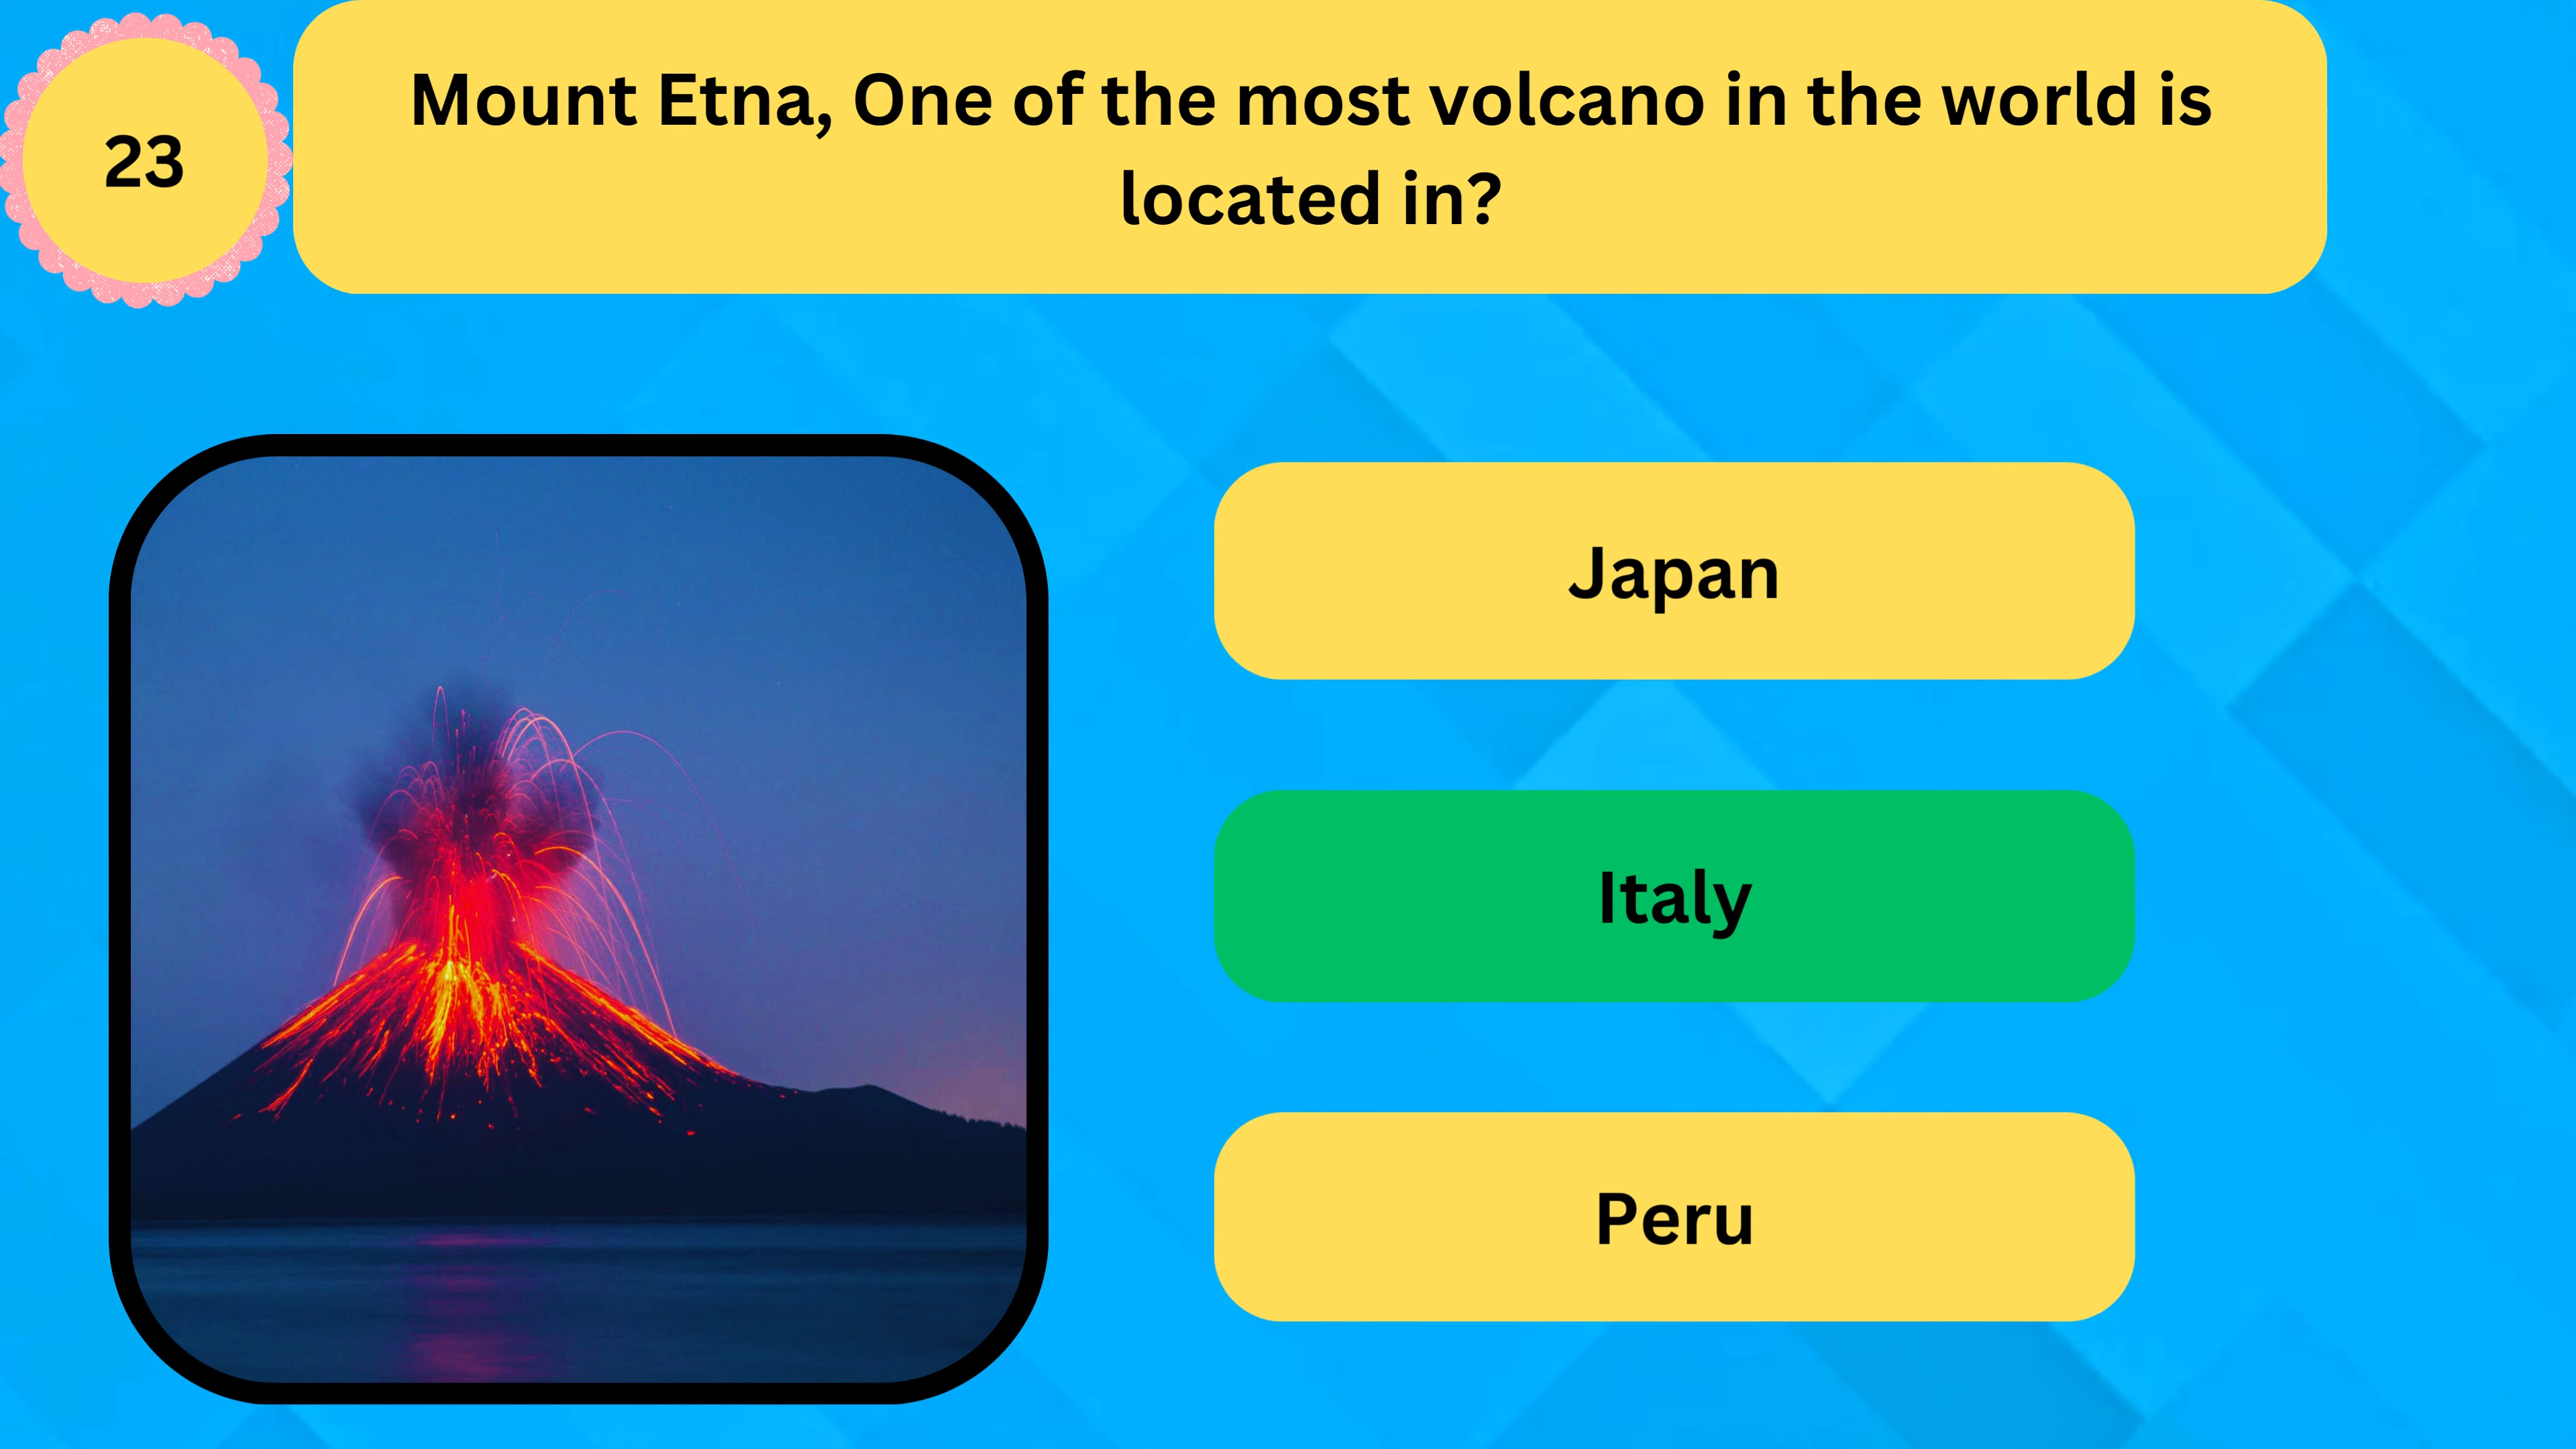 23
Mount Etna, One of the most volcano in the world is
located in?
Japan
Italy
Peru